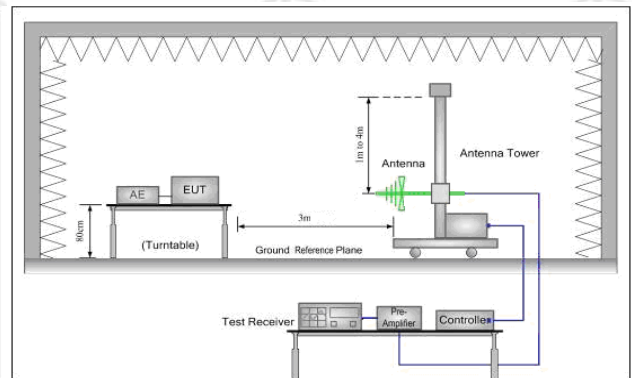 1m to 4m
Antenna
Antenna Tower
AE
EUT
80cm
(Turntable)
3m
Ground Reference Plane
Test Receiver
Pre-
Amplifier
Controller